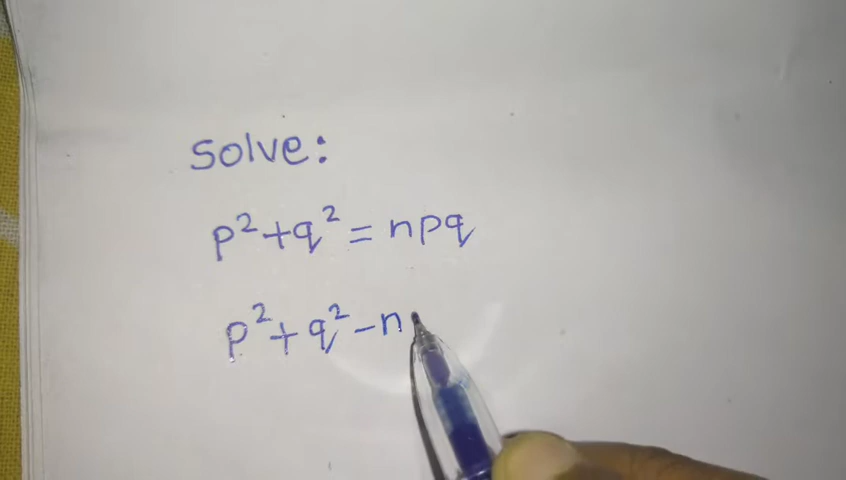 Solve:
p²+q² = npq
p²+q² -n